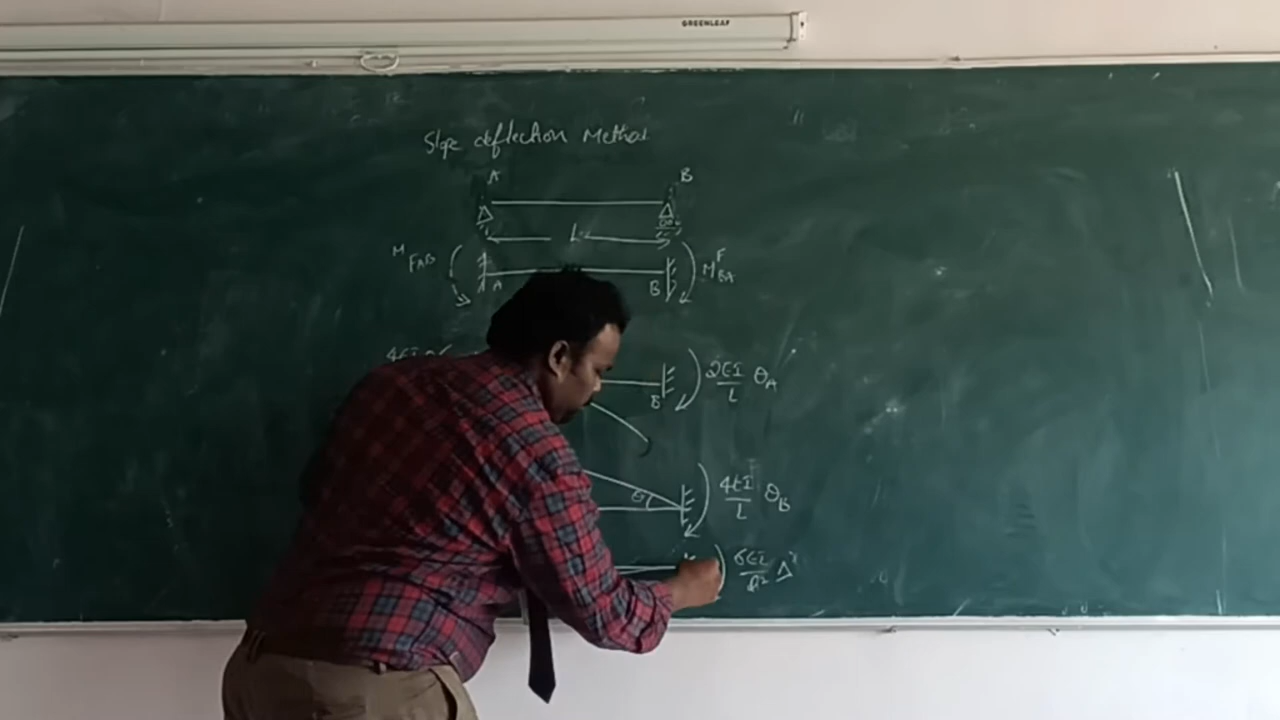 GREENLEAF
Slope deflection Method
A B
L
M FAB A B M F BA
B 2EI/L θA
θ 4EI/L θB
6EI/l² Δ